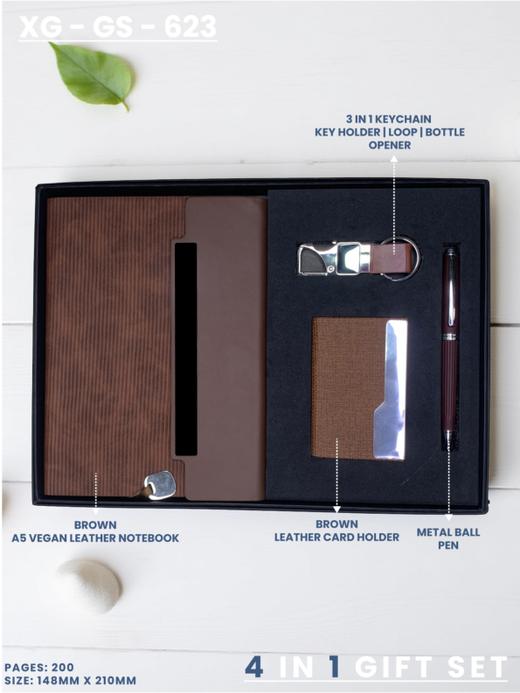 XG - GS - 623
3 IN 1 KEYCHAIN
KEY HOLDER | LOOP | BOTTLE
OPENER
BROWN
A5 VEGAN LEATHER NOTEBOOK
BROWN
LEATHER CARD HOLDER
METAL BALL
PEN
PAGES: 200
SIZE: 148MM X 210MM
4 IN 1 GIFT SET